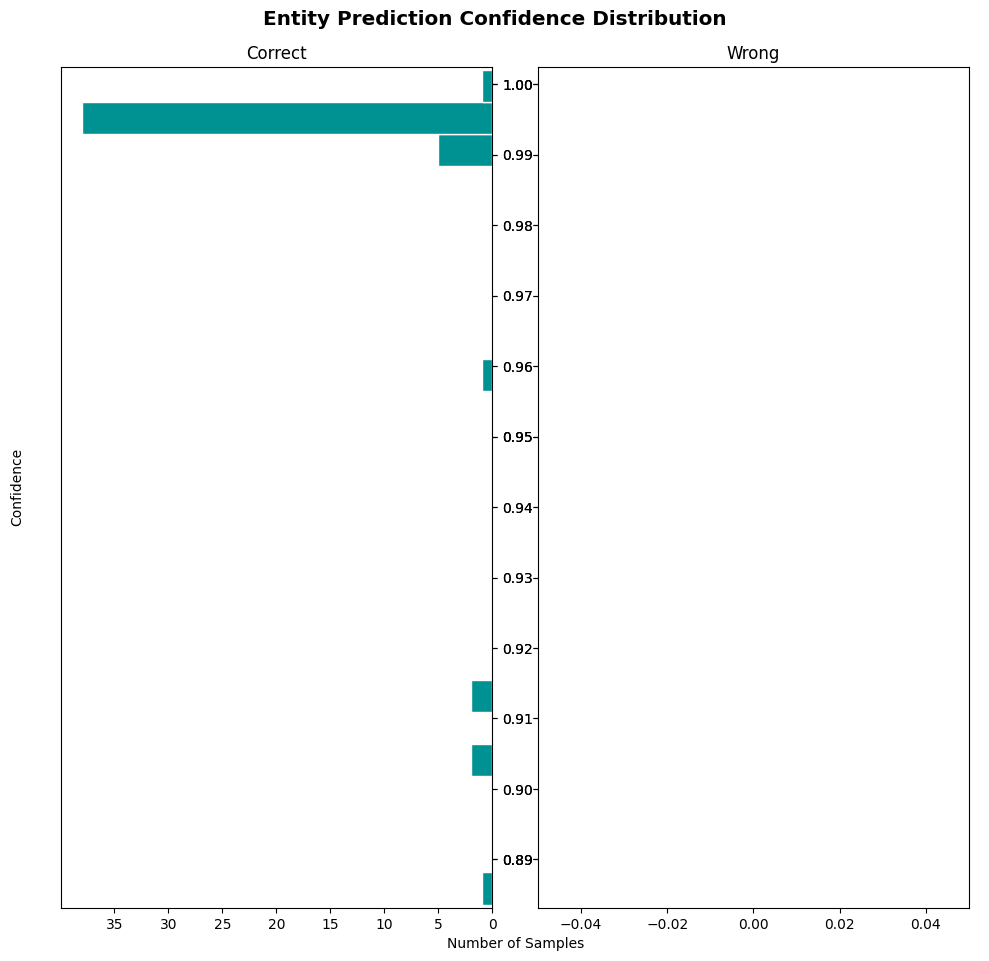 Entity Prediction Confidence Distribution
Correct
Wrong
1.00
0.99
0.98
0.97
0.96
0.95
0.94
0.93
0.92
0.91
0.90
0.89
Confidence
35 30 25 20 15 10 5 0
−0.04 −0.02 0.00 0.02 0.04
Number of Samples